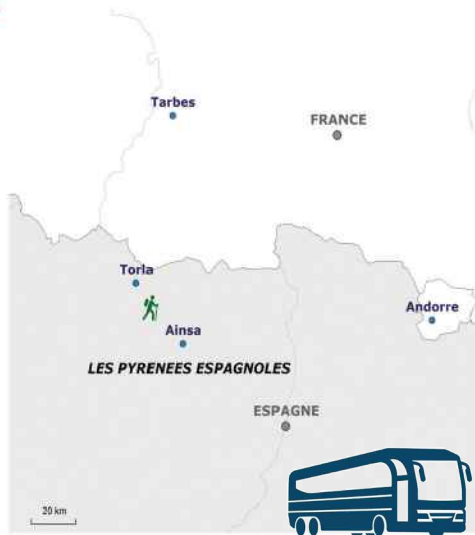 Tarbes
FRANCE
Torla
Andorre
Ainsa
LES PYRENEES ESPAGNOLES
ESPAGNE
20 km